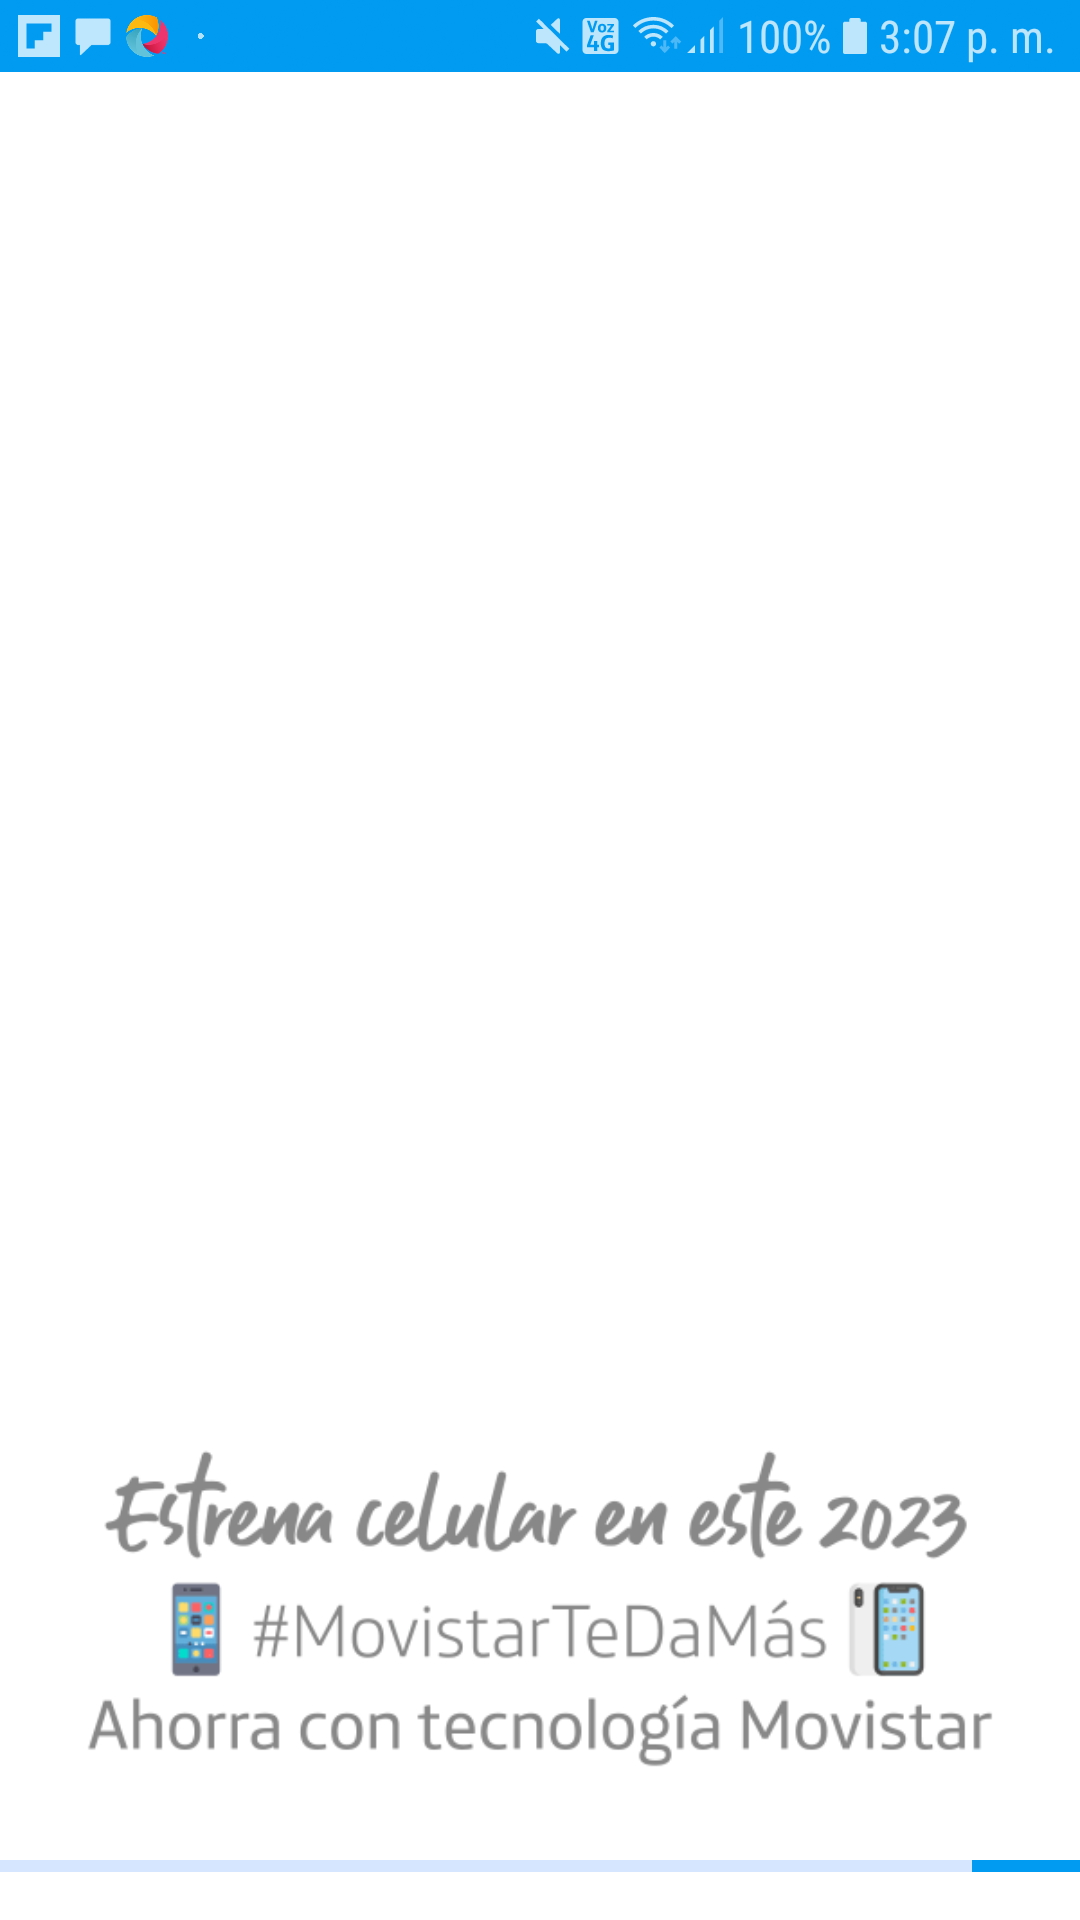 Voz 4G 100% 3:07 p. m.
Estrena celular en este 2023
#MovistarTeDaMás
Ahorra con tecnología Movistar